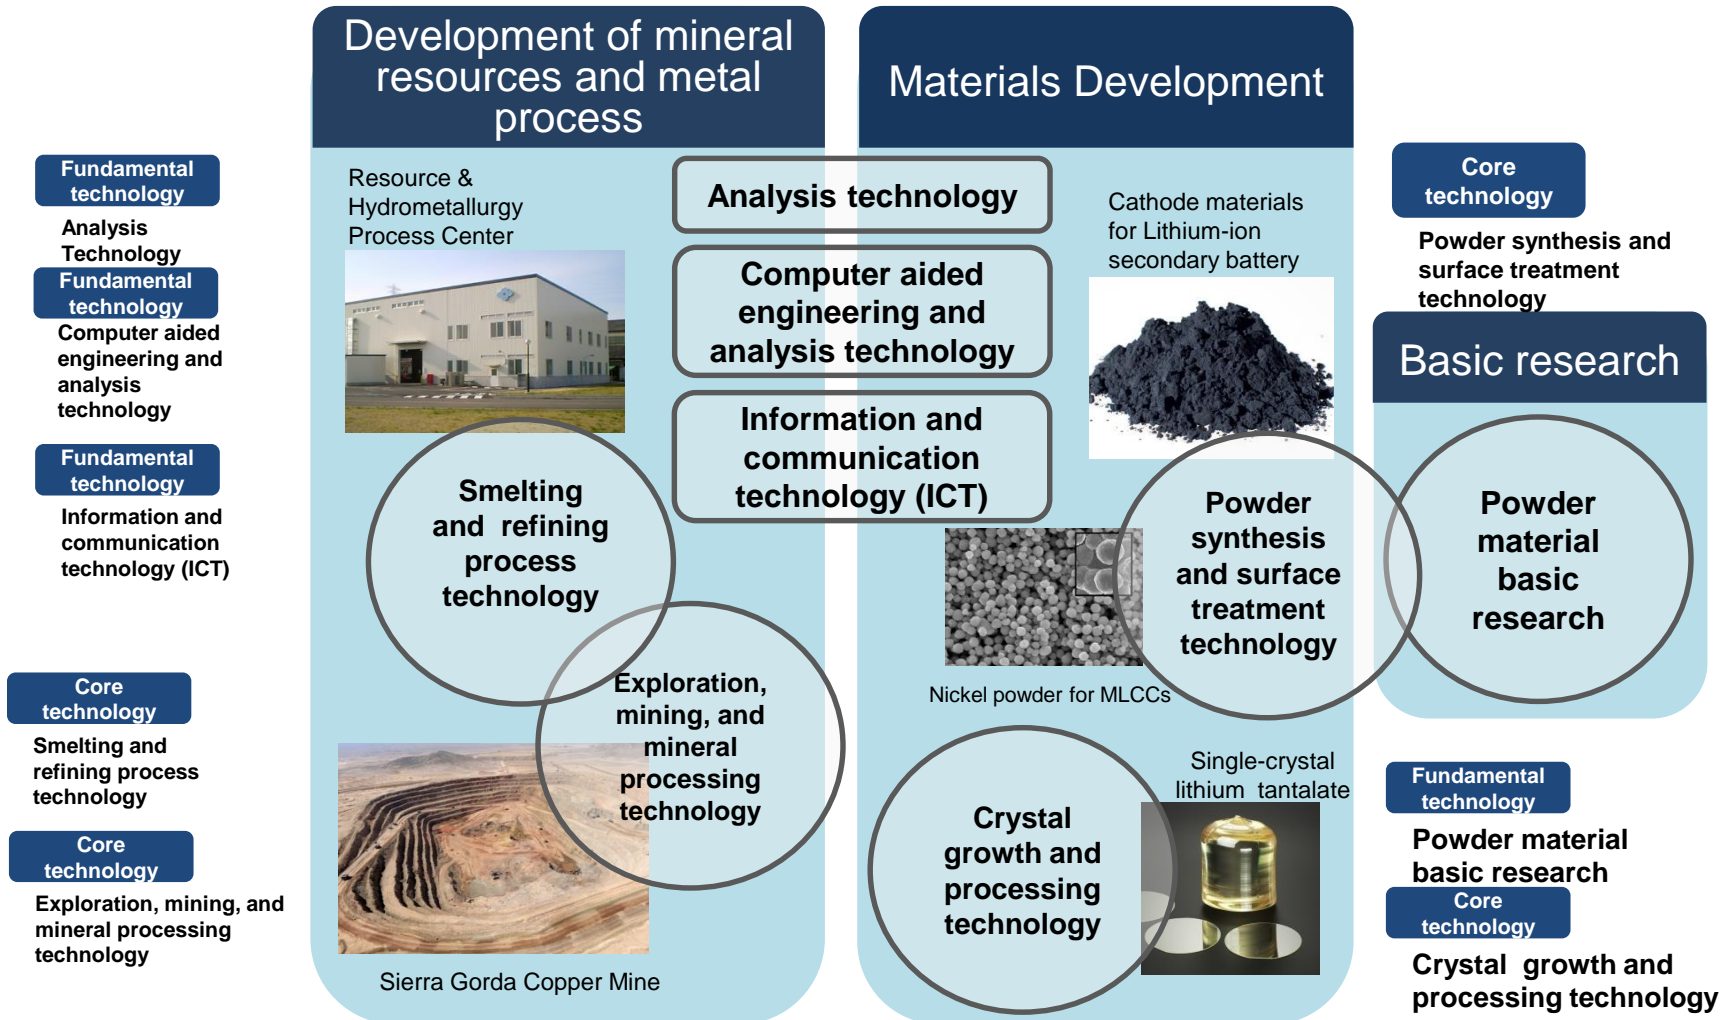 Development of mineral
resources and metal
process
Materials Development
Fundamental
technology
Analysis
Technology
Fundamental
technology
Computer aided
engineering and
analysis
technology
Fundamental
technology
Information and
communication
technology (ICT)
Core
technology
Smelting and
refining process
technology
Core
technology
Exploration, mining, and
mineral processing
technology
Resource &
Hydrometallurgy
Process Center
Smelting
and refining
process
technology
Exploration,
mining, and
mineral
processing
technology
Sierra Gorda Copper Mine
Analysis technology
Computer aided
engineering and
analysis technology
Information and
communication
technology (ICT)
Cathode materials
for Lithium-ion
secondary battery
Powder
synthesis
and surface
treatment
technology
Nickel powder for MLCCs
Crystal
growth and
processing
technology
Single-crystal
lithium tantalate
Core
technology
Powder synthesis and
surface treatment
technology
Basic research
Powder
material
basic
research
Fundamental
technology
Powder material
basic research
Core
technology
Crystal growth and
processing technology